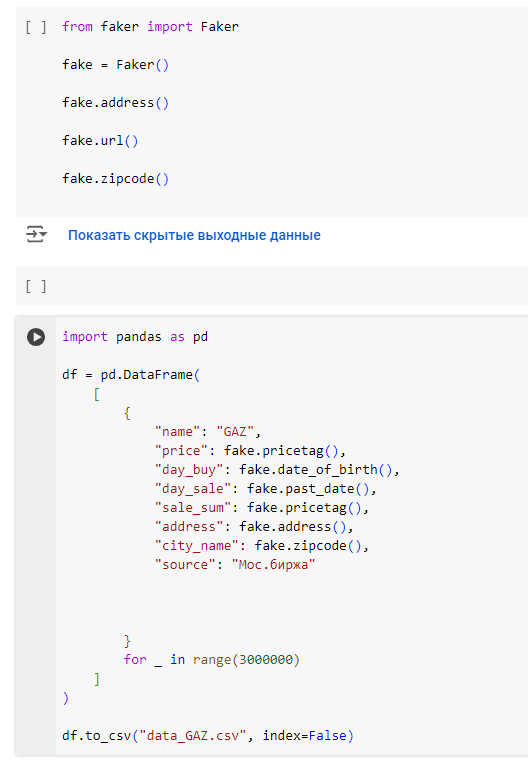 [ ] from faker import Faker
fake = Faker()
fake.address()
fake.url()
fake.zipcode()
Показать скрытые выходные данные
[ ]
import pandas as pd
df = pd.DataFrame(
[
{
"name": "GAZ",
"price": fake.pricetag(),
"day_buy": fake.date_of_birth(),
"day_sale": fake.past_date(),
"sale_sum": fake.pricetag(),
"address": fake.address(),
"city_name": fake.zipcode(),
"source": "Мос.биржа"
}
for _ in range(3000000)
]
)
df.to_csv("data_GAZ.csv", index=False)